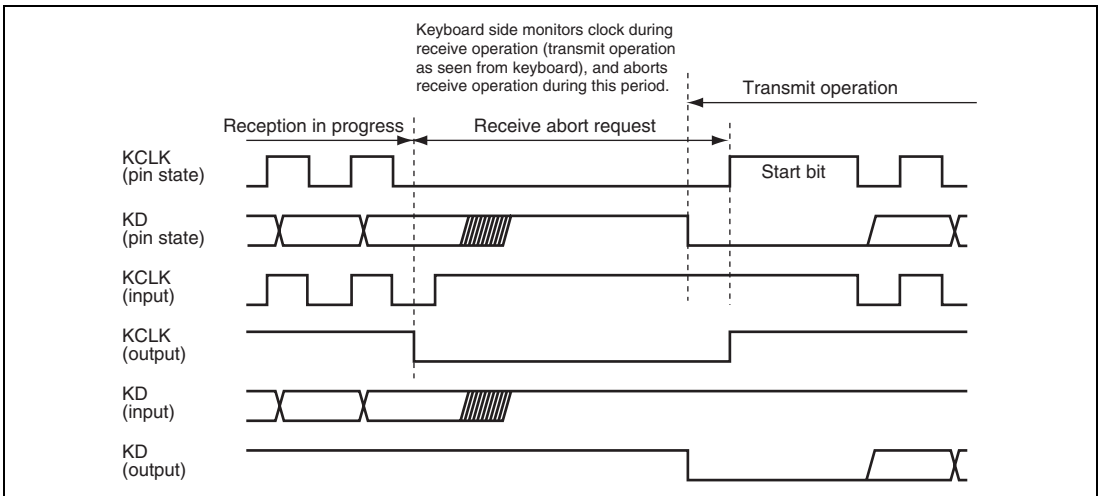 Keyboard side monitors clock during
receive operation (transmit operation
as seen from keyboard), and aborts
receive operation during this period.
Transmit operation
Reception in progress
Receive abort request
KCLK
(pin state)
Start bit
KD
(pin state)
KCLK
(input)
KCLK
(output)
KD
(input)
KD
(output)